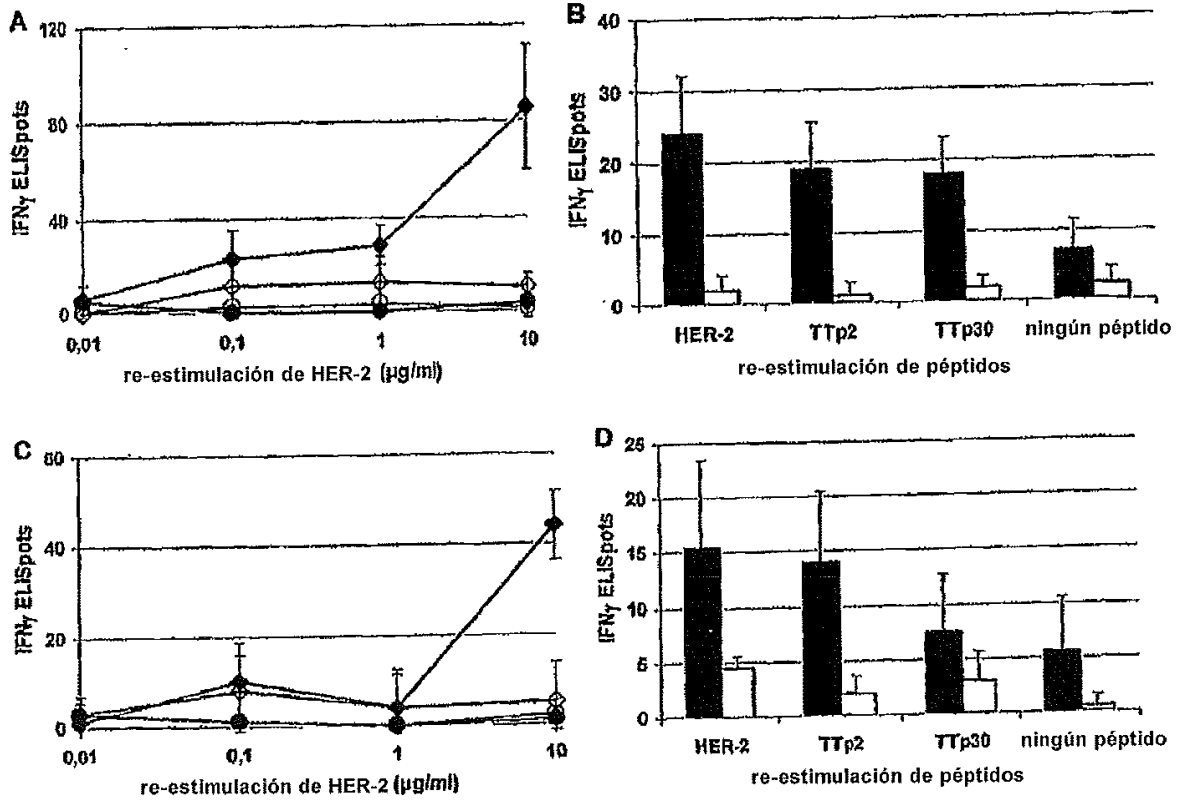 A
120
80
40
0
IFNγ ELISpots
0,01 0,1 1 10
re-estimulación de HER-2 (µg/ml)
B
40
30
20
10
0
IFNγ ELISpots
HER-2 TTp2 TTp30 ningún péptido
re-estimulación de péptidos
C
60
40
20
0
IFNγ ELISpots
0,01 0,1 1 10
re-estimulación de HER-2 (µg/ml)
D
25
20
15
10
5
0
IFNγ ELISpots
HER-2 TTp2 TTp30 ningún péptido
re-estimulación de péptidos